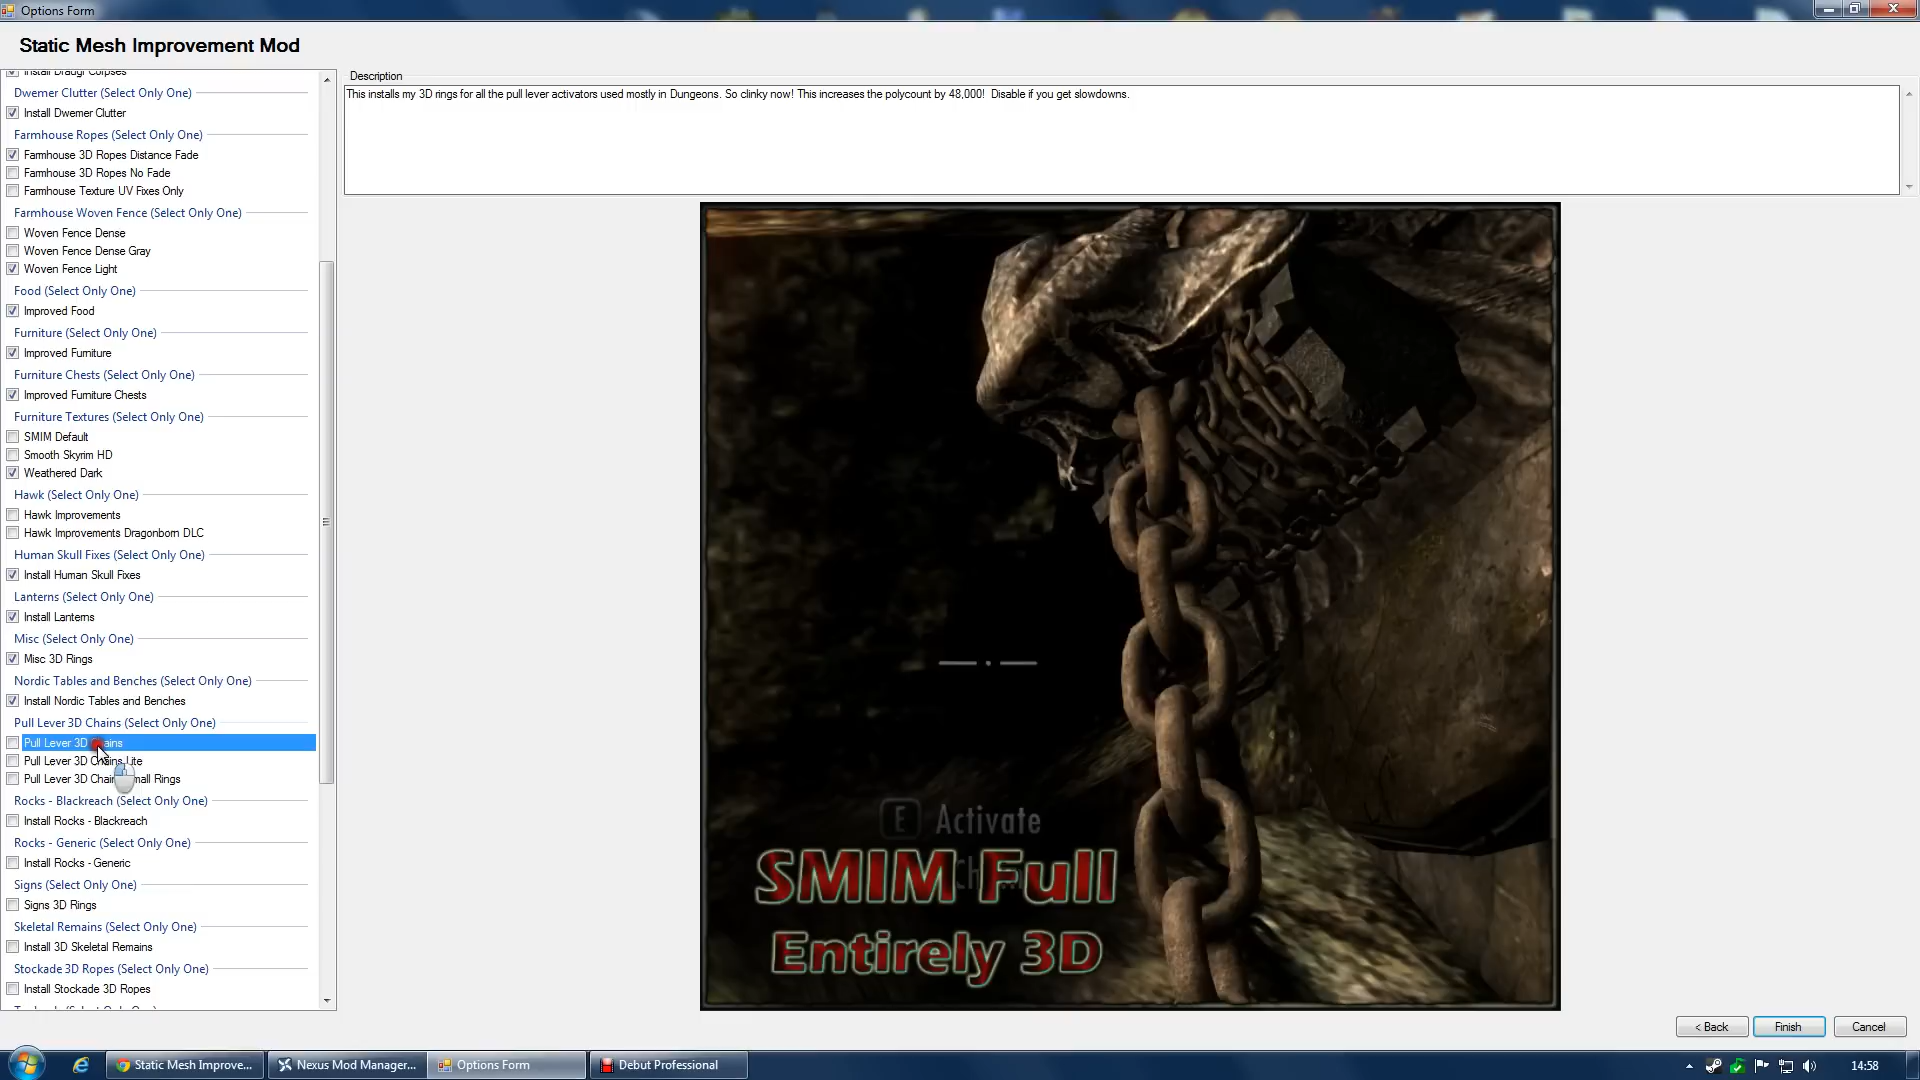 Options Form
Static Mesh Improvement Mod
Install Draugr Corpses
Dwemer Clutter (Select Only One)
Install Dwemer Clutter
Farmhouse Ropes (Select Only One)
Farmhouse 3D Ropes Distance Fade
Farmhouse 3D Ropes No Fade
Farmhouse Texture UV Fixes Only
Farmhouse Woven Fence (Select Only One)
Woven Fence Dense
Woven Fence Dense Gray
Woven Fence Light
Food (Select Only One)
Improved Food
Furniture (Select Only One)
Improved Furniture
Furniture Chests (Select Only One)
Improved Furniture Chests
Furniture Textures (Select Only One)
SMIM Default
Smooth Skyrim HD
Weathered Dark
Hawk (Select Only One)
Hawk Improvements
Hawk Improvements Dragonborn DLC
Human Skull Fixes (Select Only One)
Install Human Skull Fixes
Lanterns (Select Only One)
Install Lanterns
Misc (Select Only One)
Misc 3D Rings
Nordic Tables and Benches (Select Only One)
Install Nordic Tables and Benches
Pull Lever 3D Chains (Select Only One)
Pull Lever 3D Chains
Pull Lever 3D Chains Lite
Pull Lever 3D Chains Small Rings
Rocks - Blackreach (Select Only One)
Install Rocks - Blackreach
Rocks - Generic (Select Only One)
Install Rocks - Generic
Signs (Select Only One)
Signs 3D Rings
Skeletal Remains (Select Only One)
Install 3D Skeletal Remains
Stockade 3D Ropes (Select Only One)
Install Stockade 3D Ropes
Description
This installs my 3D rings for all the pull lever activators used mostly in Dungeons. So clinky now! This increases the polycount by 48,000!  Disable if you get slowdowns.
E Activate
SMIM Full
Entirely 3D
< Back Finish Cancel
Static Mesh Improve... Nexus Mod Manager... Options Form Debut Professional 14:58